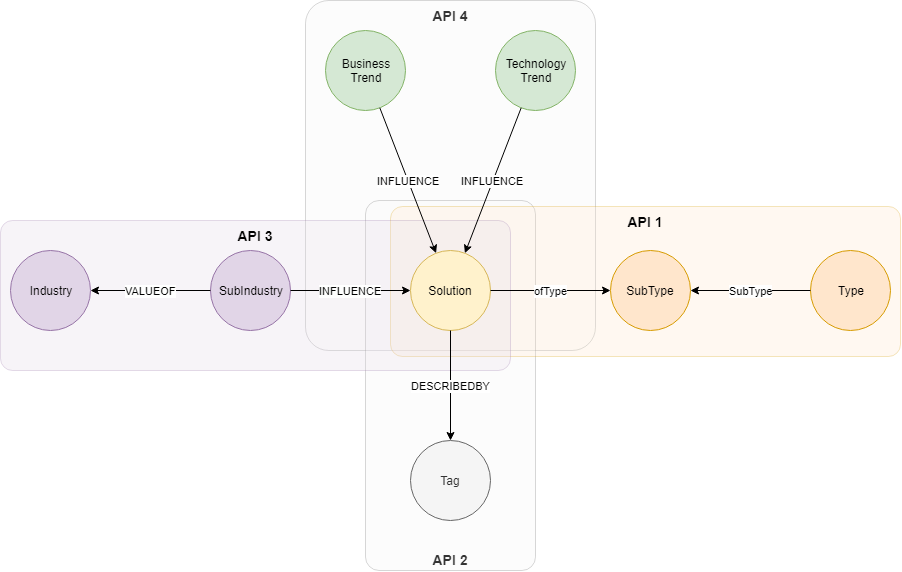 API 4
Business
Trend
Technology
Trend
INFLUENCE
INFLUENCE
API 3
API 1
Industry
VALUEOF
SubIndustry
INFLUENCE
Solution
ofType
SubType
SubType
Type
DESCRIBEDBY
Tag
API 2